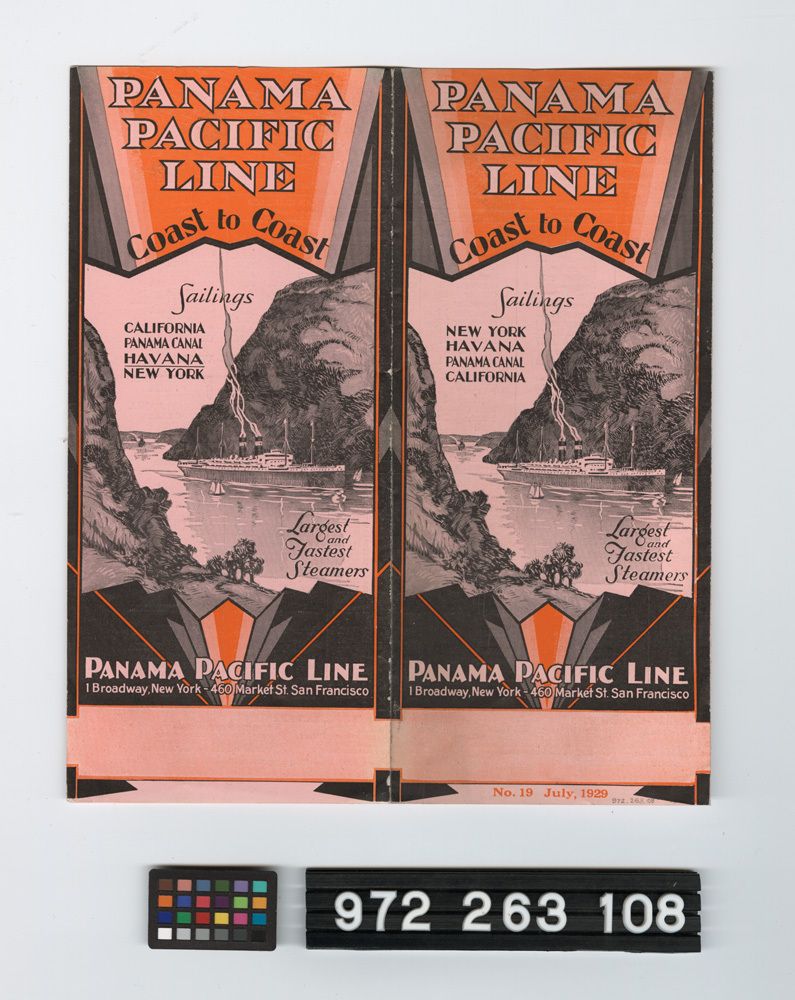 PANAMA
PACIFIC
LINE
Coast to Coast
Sailings
CALIFORNIA
PANAMA CANAL
HAVANA
NEW YORK
Largest
and
Fastest
Steamers
PANAMA PACIFIC LINE
1 Broadway, New York - 460 Market St. San Francisco
PANAMA
PACIFIC
LINE
Coast to Coast
Sailings
NEW YORK
HAVANA
PANAMA CANAL
CALIFORNIA
Largest
and
Fastest
Steamers
PANAMA PACIFIC LINE
1 Broadway, New York - 460 Market St. San Francisco
No. 19 July, 1929
972 263 108